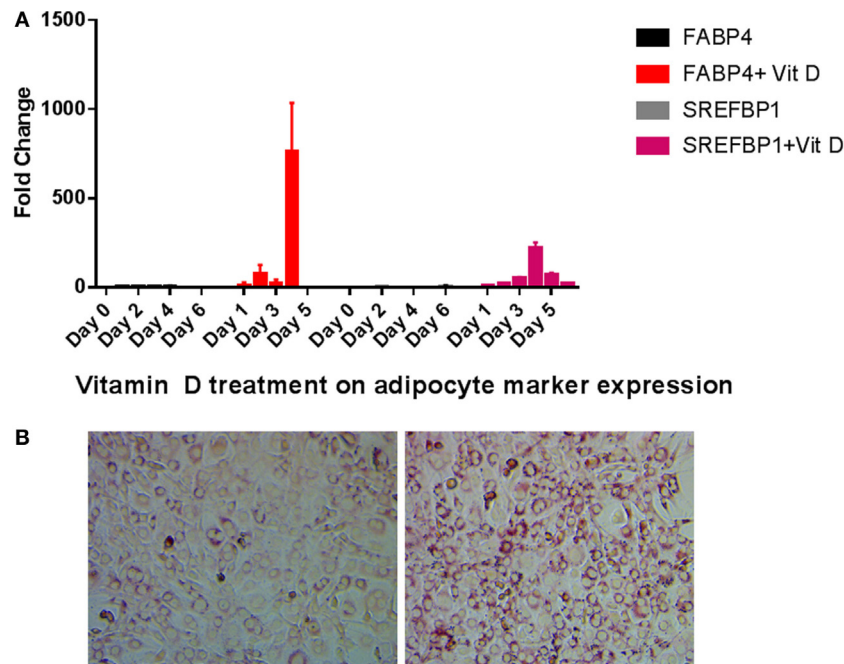 A
1500
1000
500
0
Fold Change
FABP4
FABP4+ Vit D
SREFBP1
SREFBP1+Vit D
Day 0
Day 2
Day 4
Day 6
Day 1
Day 3
Day 5
Day 0
Day 2
Day 4
Day 6
Day 1
Day 3
Day 5
Vitamin D treatment on adipocyte marker expression
B